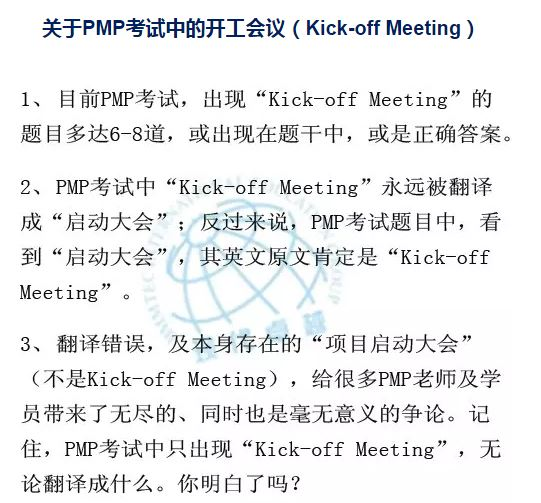 关于PMP考试中的开工会议（Kick-off Meeting）
1、目前PMP考试，出现“Kick-off Meeting”的
题目多达6-8道，或出现在题干中，或是正确答案。
2、PMP考试中“Kick-off Meeting”永远被翻译
成“启动大会”；反过来说，PMP考试题目中，看
到“启动大会”，其英文原文肯定是“Kick-off
Meeting”。
3、翻译错误，及本身存在的“项目启动大会”
（不是Kick-off Meeting），给很多PMP老师及学
员带来了无尽的、同时也是毫无意义的争论。记
住，PMP考试中只出现“Kick-off Meeting”，无
论翻译成什么。你明白了吗？